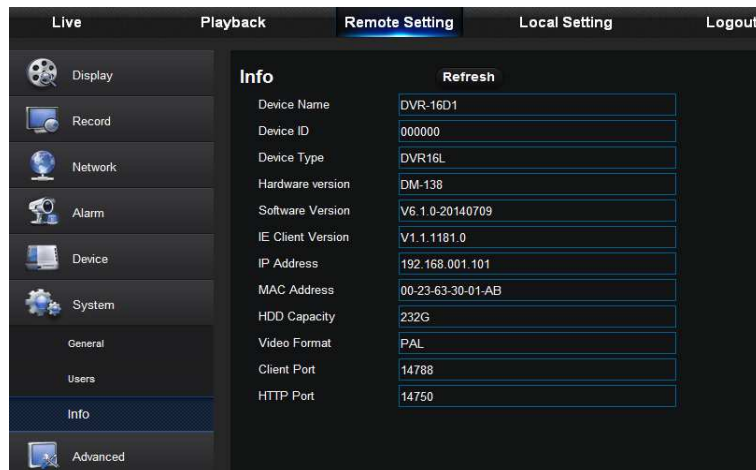 Live Playback Remote Setting Local Setting Logout
Display
Record
Network
Alarm
Device
System
General
Users
Info
Advanced
Info Refresh
Device Name DVR-16D1
Device ID 000000
Device Type DVR16L
Hardware version DM-138
Software Version V6.1.0-20140709
IE Client Version V1.1.1181.0
IP Address 192.168.001.101
MAC Address 00-23-63-30-01-AB
HDD Capacity 232G
Video Format PAL
Client Port 14788
HTTP Port 14750